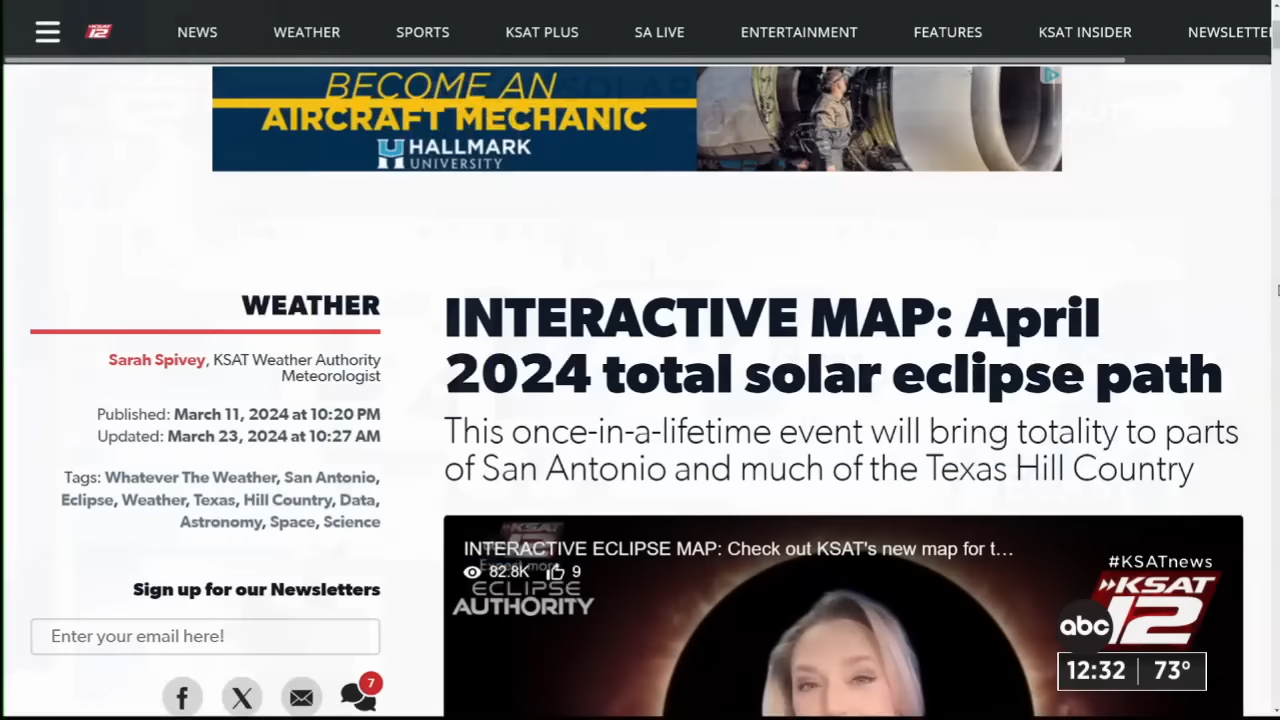 KSAT
12
NEWS
WEATHER
SPORTS
KSAT PLUS
SA LIVE
ENTERTAINMENT
FEATURES
KSAT INSIDER
NEWSLETTE
BECOME AN
AIRCRAFT MECHANIC
HALLMARK
UNIVERSITY
WEATHER
Sarah Spivey, KSAT Weather Authority
Meteorologist
Published: March 11, 2024 at 10:20 PM
Updated: March 23, 2024 at 10:27 AM
Tags: Whatever The Weather, San Antonio,
Eclipse, Weather, Texas, Hill Country, Data,
Astronomy, Space, Science
Sign up for our Newsletters
Enter your email here!
7
INTERACTIVE MAP: April
2024 total solar eclipse path
This once-in-a-lifetime event will bring totality to parts
of San Antonio and much of the Texas Hill Country
KSAT
INTERACTIVE ECLIPSE MAP: Check out KSAT's new map for t...
82.8K 9
ECLIPSE
AUTHORITY
#KSATnews
KSAT
abc 12
12:32 73°